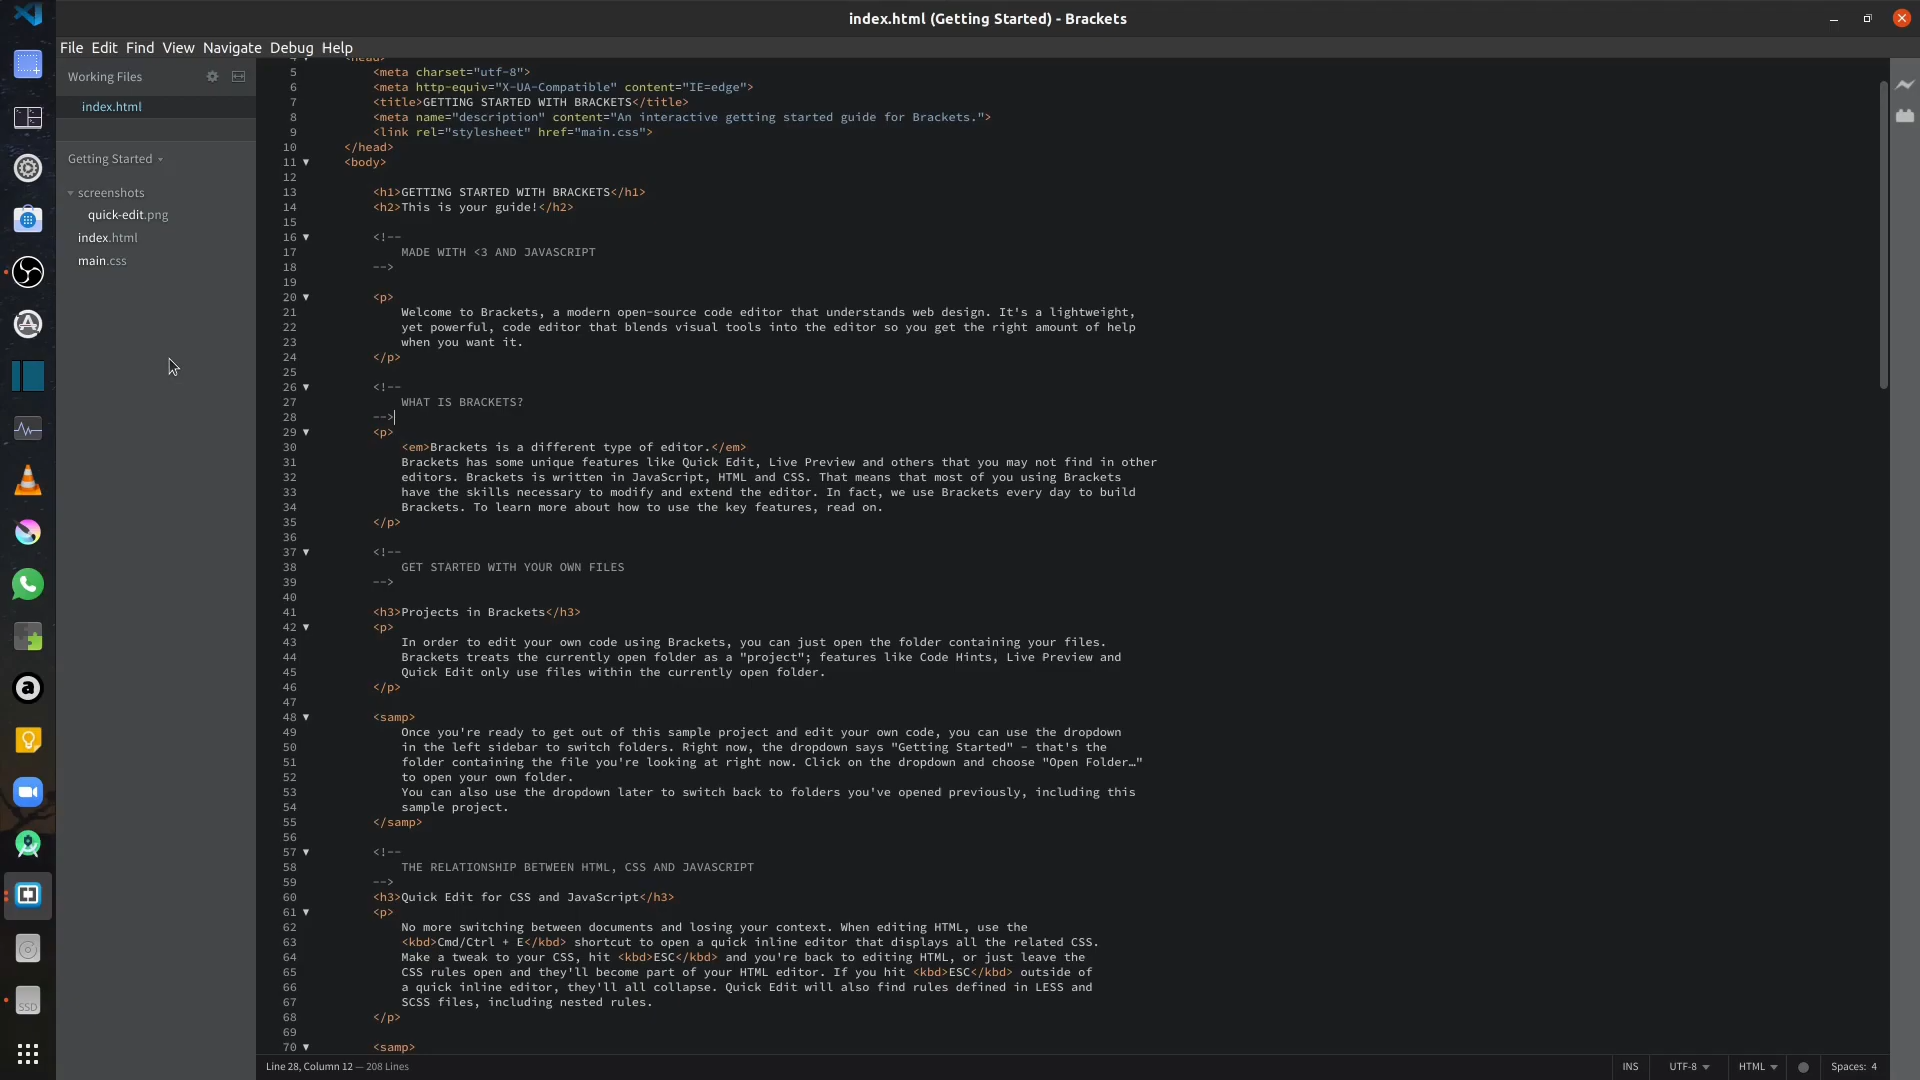 index.html (Getting Started) - Brackets
File Edit Find View Navigate Debug Help
Working Files
index.html
Getting Started
screenshots
quick-edit.png
index.html
main.css
4 <head>
5 <meta charset="utf-8">
6 <meta http-equiv="X-UA-Compatible" content="IE=edge">
7 <title>GETTING STARTED WITH BRACKETS</title>
8 <meta name="description" content="An interactive getting started guide for Brackets.">
9 <link rel="stylesheet" href="main.css">
10 </head>
11 <body>
12
13 <h1>GETTING STARTED WITH BRACKETS</h1>
14 <h2>This is your guide!</h2>
15
16 <!--
17 MADE WITH <3 AND JAVASCRIPT
18 -->
19
20 <p>
21 Welcome to Brackets, a modern open-source code editor that understands web design. It's a lightweight,
22 yet powerful, code editor that blends visual tools into the editor so you get the right amount of help
23 when you want it.
24 </p>
25
26 <!--
27 WHAT IS BRACKETS?
28 -->
29 <p>
30 <em>Brackets is a different type of editor.</em>
31 Brackets has some unique features like Quick Edit, Live Preview and others that you may not find in other
32 editors. Brackets is written in JavaScript, HTML and CSS. That means that most of you using Brackets
33 have the skills necessary to modify and extend the editor. In fact, we use Brackets every day to build
34 Brackets. To learn more about how to use the key features, read on.
35 </p>
36
37 <!--
38 GET STARTED WITH YOUR OWN FILES
39 -->
40
41 <h3>Projects in Brackets</h3>
42 <p>
43 In order to edit your own code using Brackets, you can just open the folder containing your files.
44 Brackets treats the currently open folder as a "project"; features like Code Hints, Live Preview and
45 Quick Edit only use files within the currently open folder.
46 </p>
47
48 <samp>
49 Once you're ready to get out of this sample project and edit your own code, you can use the dropdown
50 in the left sidebar to switch folders. Right now, the dropdown says "Getting Started" - that's the
51 folder containing the file you're looking at right now. Click on the dropdown and choose "Open Folder…"
52 to open your own folder.
53 You can also use the dropdown later to switch back to folders you've opened previously, including this
54 sample project.
55 </samp>
56
57 <!--
58 THE RELATIONSHIP BETWEEN HTML, CSS AND JAVASCRIPT
59 -->
60 <h3>Quick Edit for CSS and JavaScript</h3>
61 <p>
62 No more switching between documents and losing your context. When editing HTML, use the
63 <kbd>Cmd/Ctrl + E</kbd> shortcut to open a quick inline editor that displays all the related CSS.
64 Make a tweak to your CSS, hit <kbd>ESC</kbd> and you're back to editing HTML, or just leave the
65 CSS rules open and they'll become part of your HTML editor. If you hit <kbd>ESC</kbd> outside of
66 a quick inline editor, they'll all collapse. Quick Edit will also find rules defined in LESS and
67 SCSS files, including nested rules.
68 </p>
69
70 <samp>
SSD
Line 28, Column 12 — 208 Lines
INS UTF-8 HTML Spaces: 4